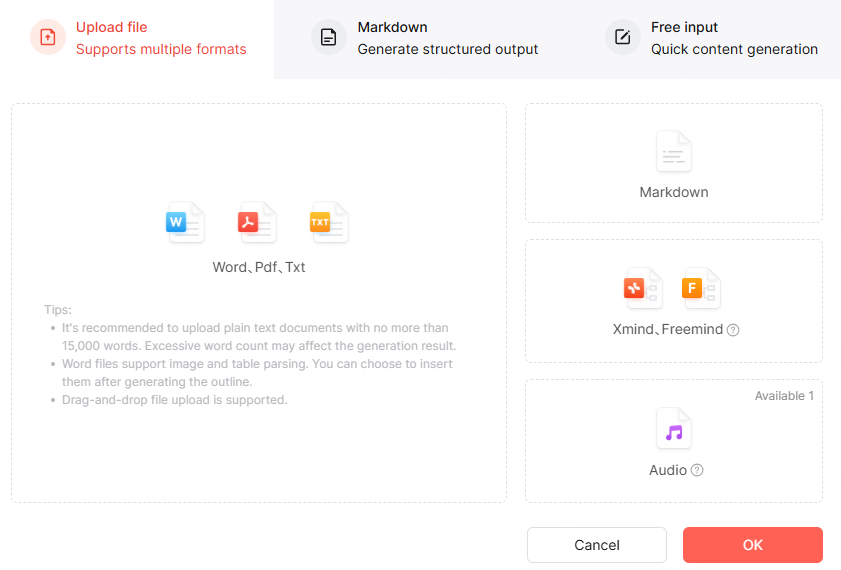 Upload file
Supports multiple formats
Markdown
Generate structured output
Free input
Quick content generation
W
TXT
Word、Pdf、Txt
Tips:
• It's recommended to upload plain text documents with no more than
15,000 words. Excessive word count may affect the generation result.
• Word files support image and table parsing. You can choose to insert
them after generating the outline.
• Drag-and-drop file upload is supported.
Markdown
F
Xmind、Freemind ?
Available 1
Audio ?
Cancel
OK